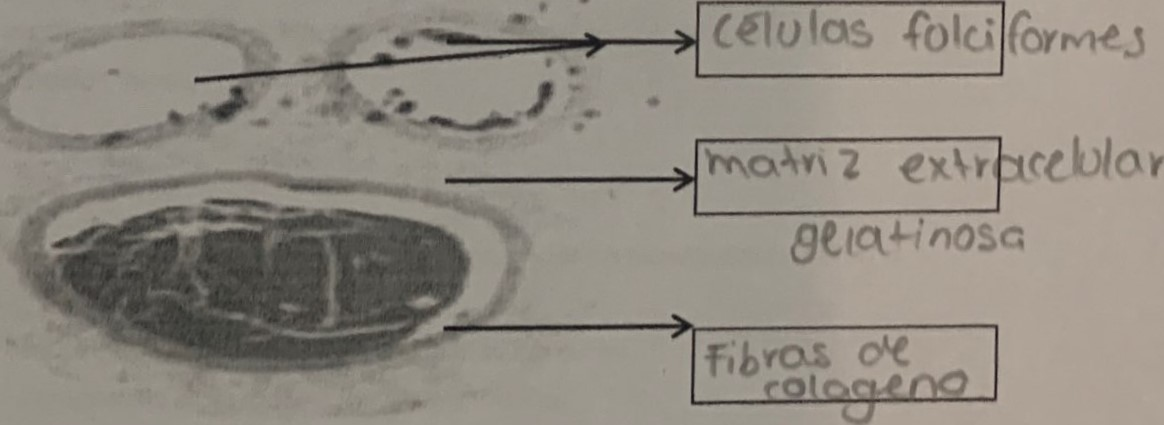 células folciformes
matriz extracelular
gelatinosa
Fibras de
colageno